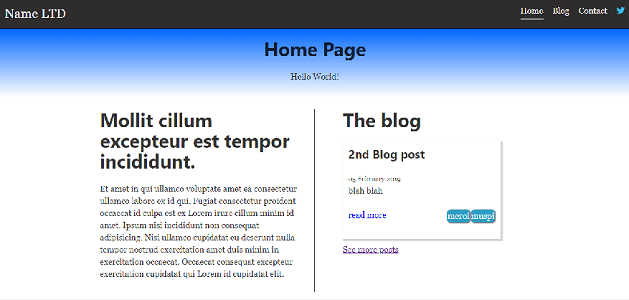 Name LTD
Home Blog Contact
Home Page
Hello World!
Mollit cillum
excepteur est tempor
incididunt.
Et amet in qui ullamco voluptate amet ea consectetur
ullamco labore ex id qui. Fugiat consectetur proident
occaecat id culpa est ex Lorem irure cillum minim id
amet. Ipsum nisi incididunt non consequat
adipisicing. Nisi ullamco cupidatat eu deserunt nulla
tempor nostrud exercitation amet duis minim in
exercitation occaecat. Occaecat consequat excepteur
exercitation cupidatat qui Lorem id cupidatat elit.
The blog
2nd Blog post
05 February 2019
blah blah
read more merol muspi
See more posts